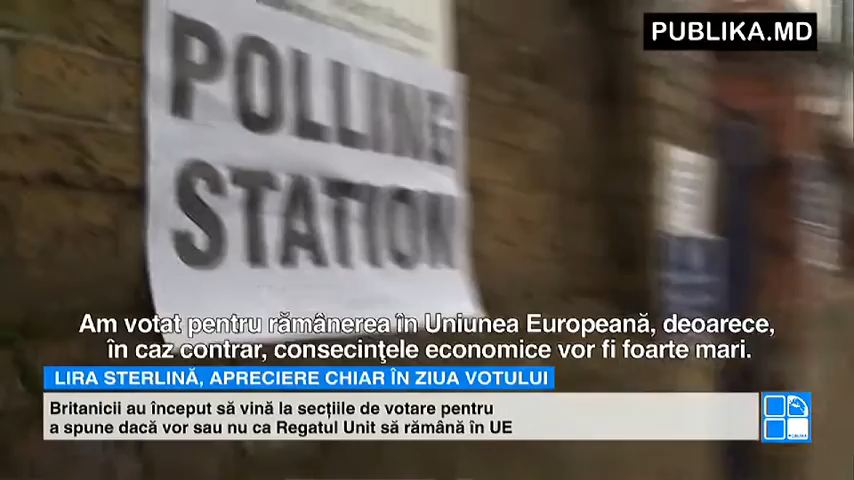 PUBLIKA.MD
POLLING
STATION
Am votat pentru rămânerea în Uniunea Europeană, deoarece,
în caz contrar, consecinţele economice vor fi foarte mari.
LIRA STERLINĂ, APRECIERE CHIAR ÎN ZIUA VOTULUI
Britanicii au început să vină la secțiile de votare pentru
a spune dacă vor sau nu ca Regatul Unit să rămână în UE